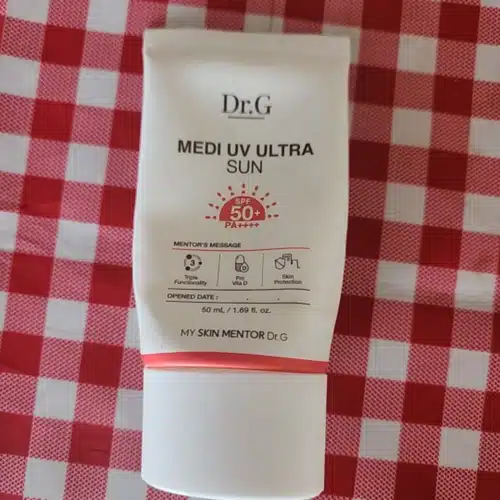 Dr.G
MEDI UV ULTRA
SUN
SPF
50+
PA++++
MENTOR'S MESSAGE
3
Triple
Functionality
Pro
Vita D
Skin
Protection
OPENED DATE : . .
50 mL / 1.69 fl. oz.
MY SKIN MENTOR Dr.G